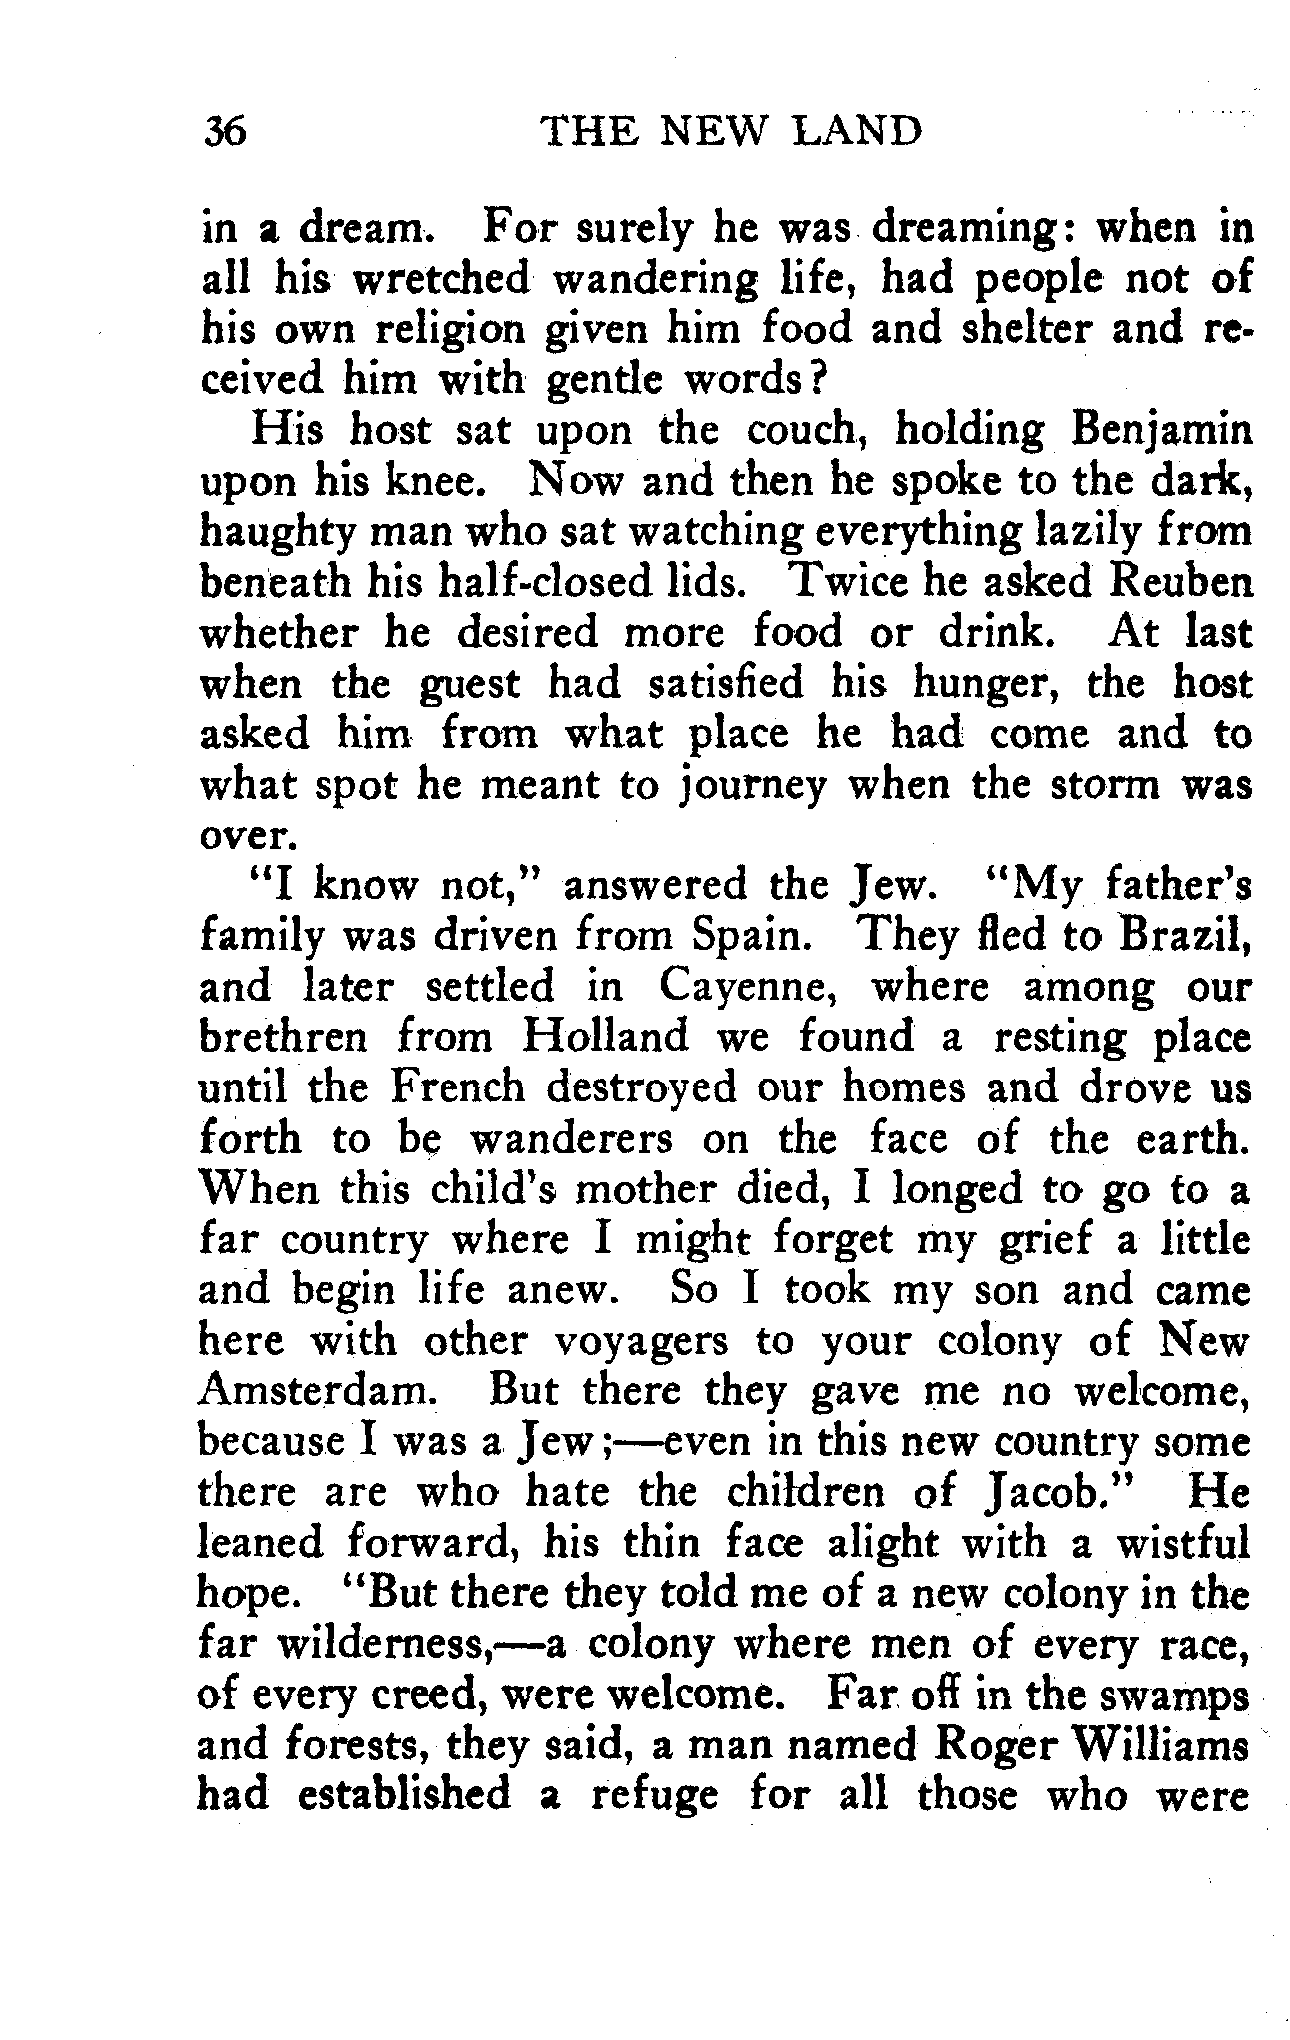 36 THE NEW LAND
in a dream. For surely he was dreaming: when in
all his wretched wandering life, had people not of
his own religion given him food and shelter and re-
ceived him with gentle words?
His host sat upon the couch, holding Benjamin
upon his knee. Now and then he spoke to the dark,
haughty man who sat watching everything lazily from
beneath his half-closed lids. Twice he asked Reuben
whether he desired more food or drink. At last
when the guest had satisfied his hunger, the host
asked him from what place he had come and to
what spot he meant to journey when the storm was
over.
"I know not," answered the Jew. "My father's
family was driven from Spain. They fled to Brazil,
and later settled in Cayenne, where among our
brethren from Holland we found a resting place
until the French destroyed our homes and drove us
forth to be wanderers on the face of the earth.
When this child's mother died, I longed to go to a
far country where I might forget my grief a little
and begin life anew. So I took my son and came
here with other voyagers to your colony of New
Amsterdam. But there they gave me no welcome,
because I was a Jew;—even in this new country some
there are who hate the children of Jacob." He
leaned forward, his thin face alight with a wistful
hope. "But there they told me of a new colony in the
far wilderness,—a colony where men of every race,
of every creed, were welcome. Far off in the swamps
and forests, they said, a man named Roger Williams
had established a refuge for all those who were